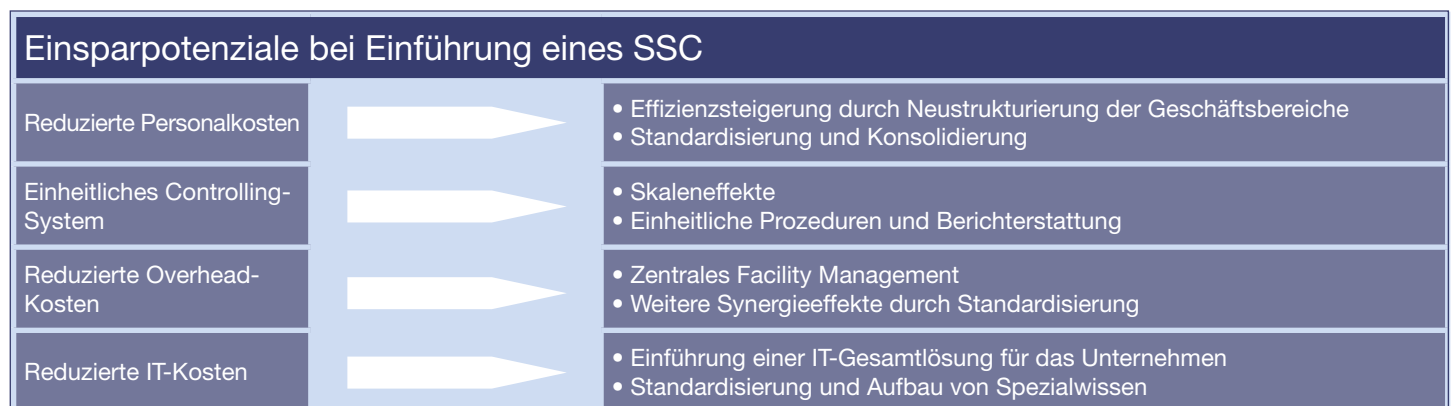 Einsparpotenziale bei Einführung eines SSC
Reduzierte Personalkosten
• Effizienzsteigerung durch Neustrukturierung der Geschäftsbereiche
• Standardisierung und Konsolidierung
Einheitliches Controlling-
System
• Skaleneffekte
• Einheitliche Prozeduren und Berichterstattung
Reduzierte Overhead-
Kosten
• Zentrales Facility Management
• Weitere Synergieeffekte durch Standardisierung
Reduzierte IT-Kosten
• Einführung einer IT-Gesamtlösung für das Unternehmen
• Standardisierung und Aufbau von Spezialwissen